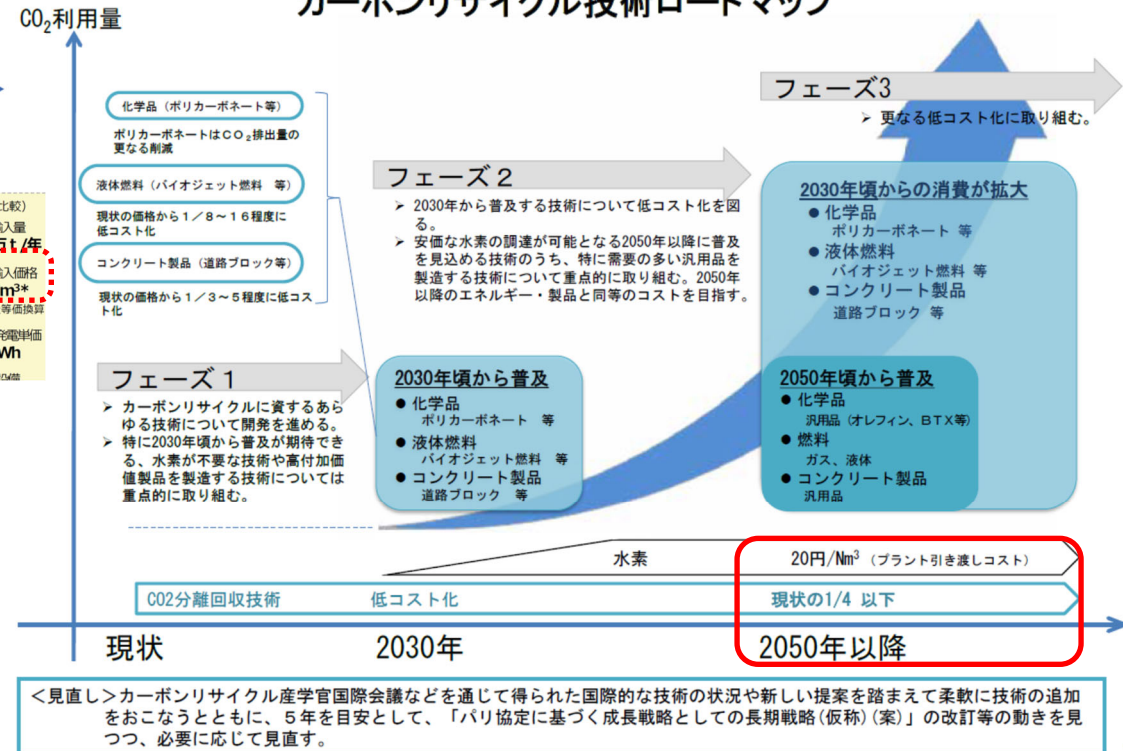 カーボンリサイクル技術ロードマップ
CO2利用量
化学品（ポリカーボネート等）
ポリカーボネートはCO2排出量の
更なる削減
液体燃料（バイオジェット燃料　等）
現状の価格から１／８～１６程度に
低コスト化
コンクリート製品（道路ブロック等）
現状の価格から１／３～５程度に低コス
ト化
比較）
入量
t/年
入価格
m³*
等価換算
発電単価
Wh
フェーズ１
➢ カーボンリサイクルに資するあら
ゆる技術について開発を進める。
➢ 特に2030年頃から普及が期待でき
る、水素が不要な技術や高付加価
値製品を製造する技術については
重点的に取り組む。
フェーズ２
➢ 2030年から普及する技術について低コスト化を図
る。
➢ 安価な水素の調達が可能となる2050年以降に普及
を見込める技術のうち、特に需要の多い汎用品を
製造する技術について重点的に取り組む。2050年
以降のエネルギー・製品と同等のコストを目指す。
2030年頃から普及
● 化学品
ポリカーボネート　等
● 液体燃料
バイオジェット燃料　等
● コンクリート製品
道路ブロック　等
フェーズ3
➢ 更なる低コスト化に取り組む。
2030年頃からの消費が拡大
● 化学品
ポリカーボネート 等
● 液体燃料
バイオジェット燃料 等
● コンクリート製品
道路ブロック 等
2050年頃から普及
● 化学品
汎用品（オレフィン、ＢＴＸ等）
● 燃料
ガス、液体
● コンクリート製品
汎用品
水素　20円/Nm³（プラント引き渡しコスト）
CO2分離回収技術　低コスト化　現状の1/4 以下
現状　2030年　2050年以降
＜見直し＞カーボンリサイクル産学官国際会議などを通じて得られた国際的な技術の状況や新しい提案を踏まえて柔軟に技術の追加
をおこなうとともに、５年を目安として、「パリ協定に基づく成長戦略としての長期戦略(仮称)(案)」の改訂等の動きを見
つつ、必要に応じて見直す。